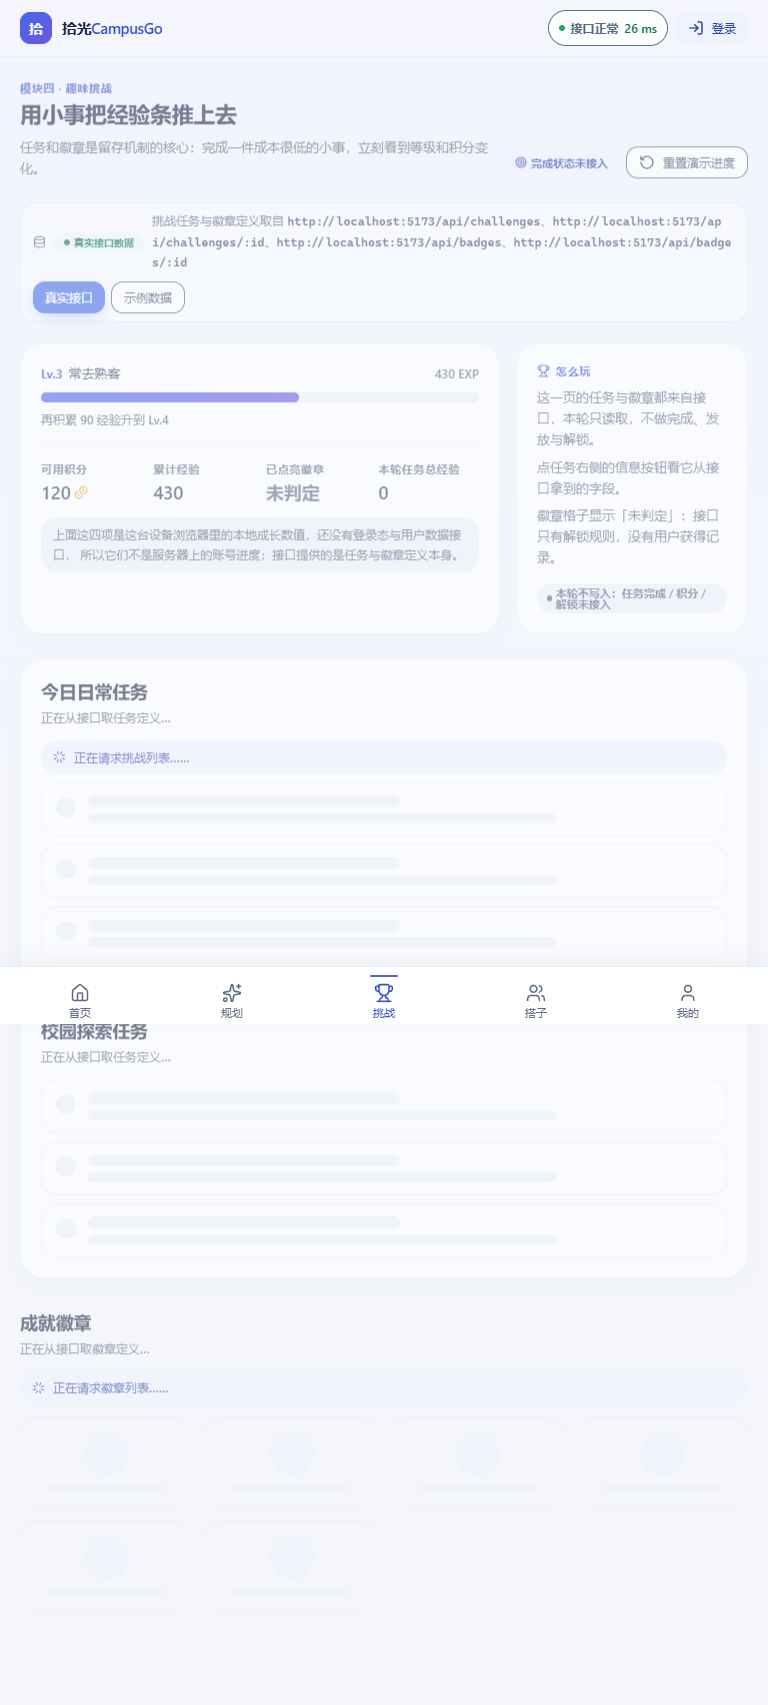 拾 拾光CampusGo
接口正常 26 ms
登录
模块四 · 趣味挑战
用小事把经验条推上去
任务和徽章是留存机制的核心：完成一件成本很低的小事，立刻看到等级和积分变
化。
完成状态未接入
重置演示进度
真实接口数据
挑战任务与徽章定义取自 http://localhost:5173/api/challenges、http://localhost:5173/ap
i/challenges/:id、http://localhost:5173/api/badges、http://localhost:5173/api/badge
s/:id
真实接口 示例数据
Lv.3 常去熟客 430 EXP
再积累 90 经验升到 Lv.4
可用积分 累计经验 已点亮徽章 本轮任务总经验
120 430 未判定 0
上面这四项是这台设备浏览器里的本地成长数值，还没有登录态与用户数据接
口， 所以它们不是服务器上的账号进度；接口提供的是任务与徽章定义本身。
怎么玩
这一页的任务与徽章都来自接
口，本轮只读取，不做完成、发
放与解锁。
点任务右侧的信息按钮看它从接
口拿到的字段。
徽章格子显示「未判定」：接口
只有解锁规则，没有用户获得记
录。
本轮不写入：任务完成 / 积分 /
解锁未接入
今日日常任务
正在从接口取任务定义…
正在请求挑战列表……
首页 规划 挑战 搭子 我的
校园探索任务
正在从接口取任务定义…
成就徽章
正在从接口取徽章定义…
正在请求徽章列表……